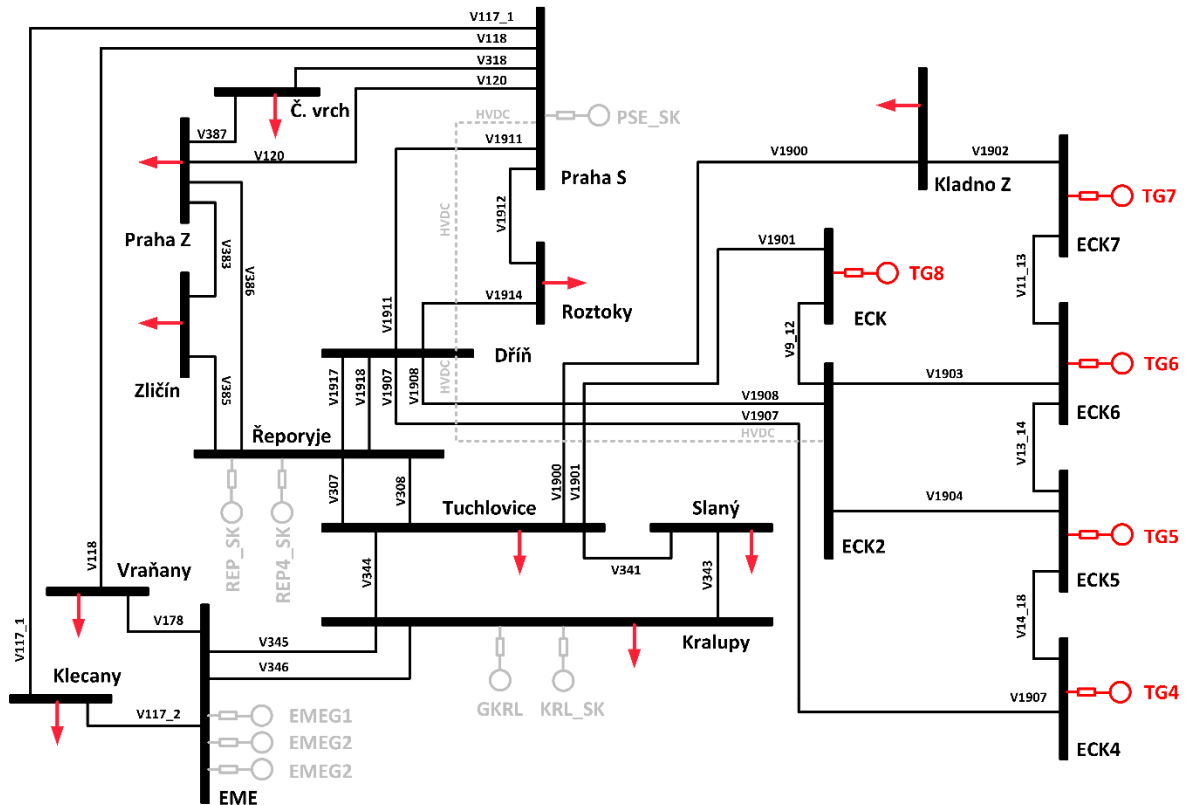 V117_1
V118
V318
V120
Č. vrch
V387
V120
HVDC
PSE_SK
V1911
Praha S
V1912
HVDC
V1900
V1902
Kladno Z
TG7
ECK7
Praha Z
V383
V386
V1901
V11_13
TG8
ECK
Zličín
V385
V1914
Roztoky
V1911
Dříň
V9_12
V1903
TG6
ECK6
V1917
V1918
V1907
V1908
HVDC
V1908
V1907
HVDC
V13_14
Řeporyje
REP_SK
REP4_SK
V307
V308
V1900
V1901
Tuchlovice
Slaný
V1904
TG5
ECK5
ECK2
V118
Vraňany
V344
V341
V343
V14_18
V178
V117_1
V345
V346
Kralupy
Klecany
V117_2
GKRL
KRL_SK
V1907
TG4
ECK4
EMEG1
EMEG2
EMEG2
EME